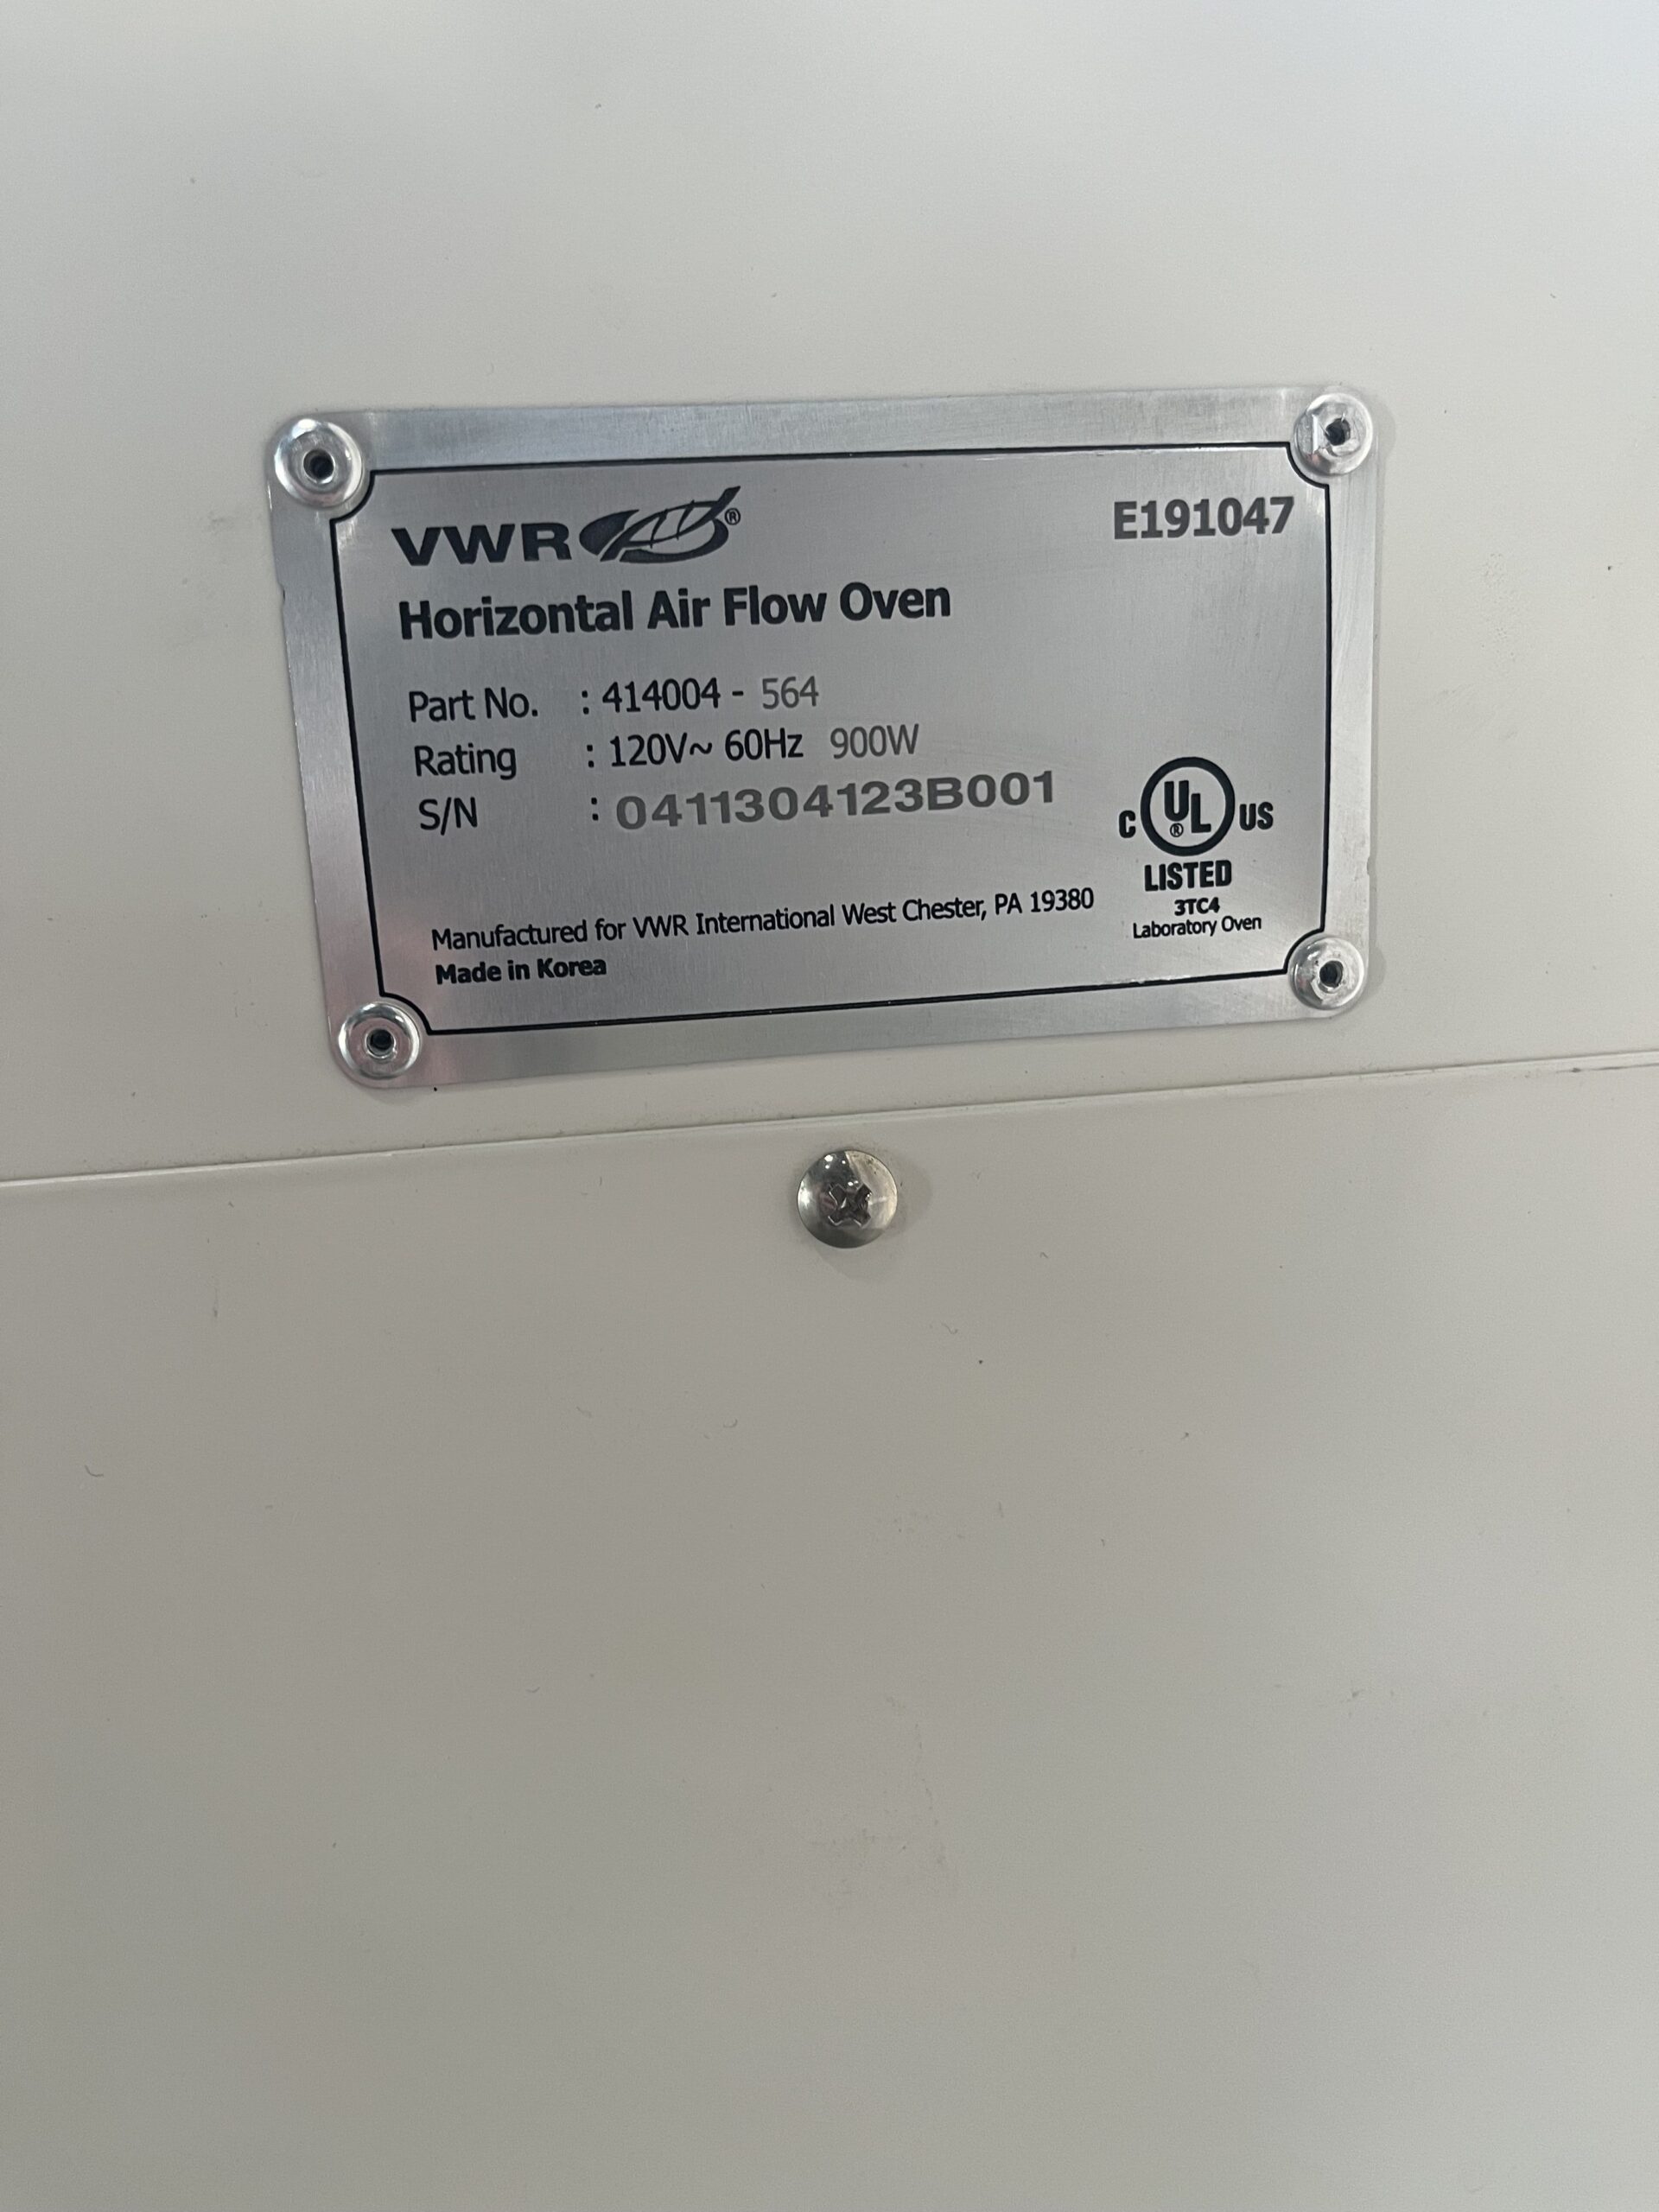 VWR®
E191047
Horizontal Air Flow Oven
Part No. : 414004 - 564
Rating : 120V~ 60Hz 900W
S/N : 0411304123B001
C UL® US
LISTED
3TC4
Laboratory Oven
Manufactured for VWR International West Chester, PA 19380
Made in Korea